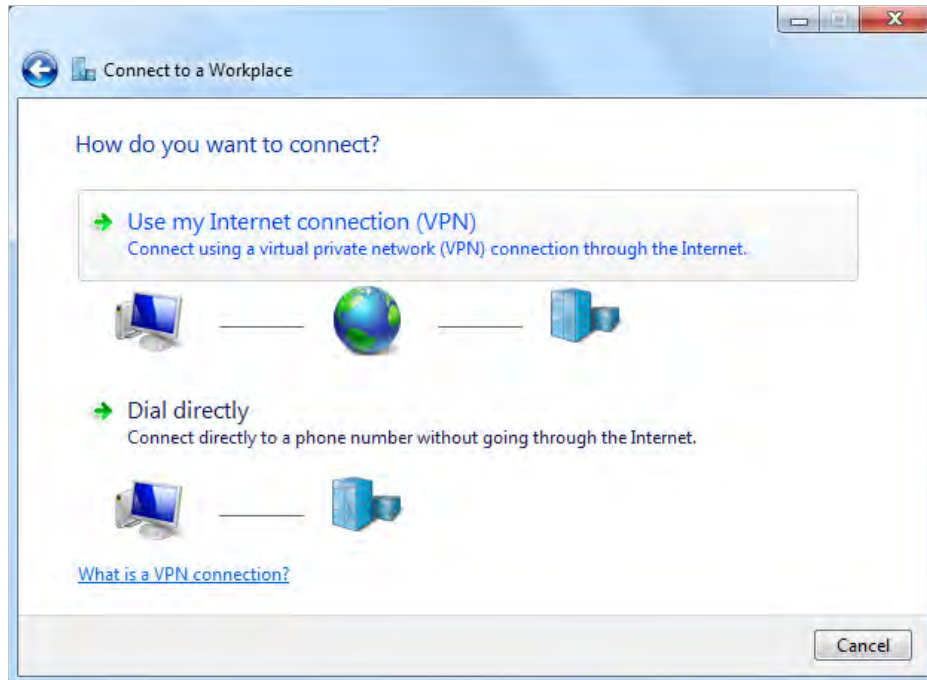 Connect to a Workplace
How do you want to connect?
Use my Internet connection (VPN)
Connect using a virtual private network (VPN) connection through the Internet.
Dial directly
Connect directly to a phone number without going through the Internet.
What is a VPN connection?
Cancel